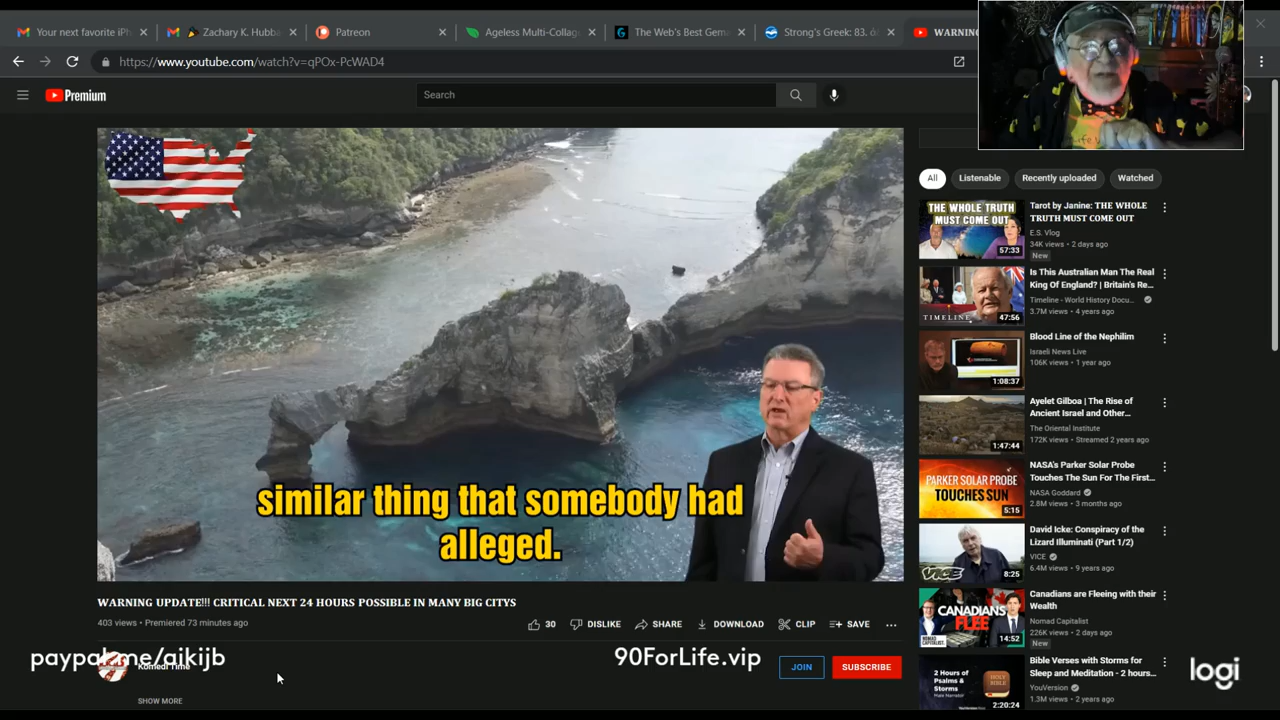 Your next favorite iPh
Zachary K. Hubba
Patreon
Ageless Multi-Collag
The Web's Best Gema
Strong's Greek: 83.
WARNING
https://www.youtube.com/watch?v=qPOx-PcWAD4
Premium
Search
similar thing that somebody had
alleged.
WARNING UPDATE!!! CRITICAL NEXT 24 HOURS POSSIBLE IN MANY BIG CITYS
403 views • Premiered 73 minutes ago
30
DISLIKE
SHARE
DOWNLOAD
CLIP
SAVE
paypal.me/aikijb
90ForLife.vip
JOIN
SUBSCRIBE
SHOW MORE
All
Listenable
Recently uploaded
Watched
THE WHOLE TRUTH
MUST COME OUT
57:33
Tarot by Janine: THE WHOLE
TRUTH MUST COME OUT
E.S. Vlog
34K views • 2 days ago
New
TIMELINE
47:56
Is This Australian Man The Real
King Of England? | Britain's Re...
Timeline - World History Docu...
3.7M views • 4 years ago
1:08:37
Blood Line of the Nephilim
Israeli News Live
106K views • 1 year ago
1:47:44
Ayelet Gilboa | The Rise of
Ancient Israel and Other...
The Oriental Institute
172K views • Streamed 2 years ago
PARKER SOLAR PROBE
TOUCHES SUN
5:15
NASA's Parker Solar Probe
Touches The Sun For The First...
NASA Goddard
2.8M views • 3 months ago
VICE
8:25
David Icke: Conspiracy of the
Lizard Illuminati (Part 1/2)
VICE
6.4M views • 9 years ago
CANADIANS
FLEE
14:52
Canadians are Fleeing with their
Wealth
Nomad Capitalist
226K views • 2 days ago
New
2 Hours of
Psalms &
Storms
Male Narrator
HOLY
BIBLE
2:20:24
Bible Verses with Storms for
Sleep and Meditation - 2 hours...
YouVersion
1.3M views • 2 years ago
logi